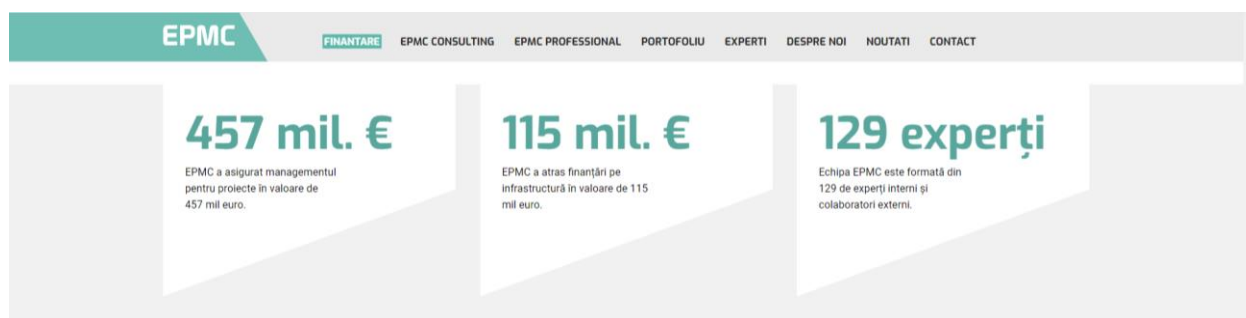 EPMC
FINANTARE EPMC CONSULTING EPMC PROFESSIONAL PORTOFOLIU EXPERTI DESPRE NOI NOUTATI CONTACT
457 mil. €
EPMC a asigurat managementul
pentru proiecte în valoare de
457 mil euro.
115 mil. €
EPMC a atras finanțări pe
infrastructură în valoare de 115
mil euro.
129 experți
Echipa EPMC este formată din
129 de experți interni și
colaboratori externi.